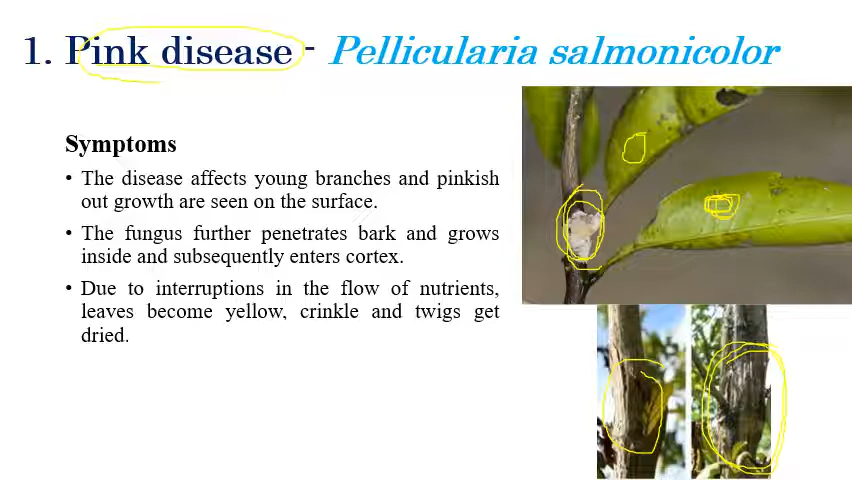 1. Pink disease - Pellicularia salmonicolor
Symptoms
• The disease affects young branches and pinkish
out growth are seen on the surface.
• The fungus further penetrates bark and grows
inside and subsequently enters cortex.
• Due to interruptions in the flow of nutrients,
leaves become yellow, crinkle and twigs get
dried.